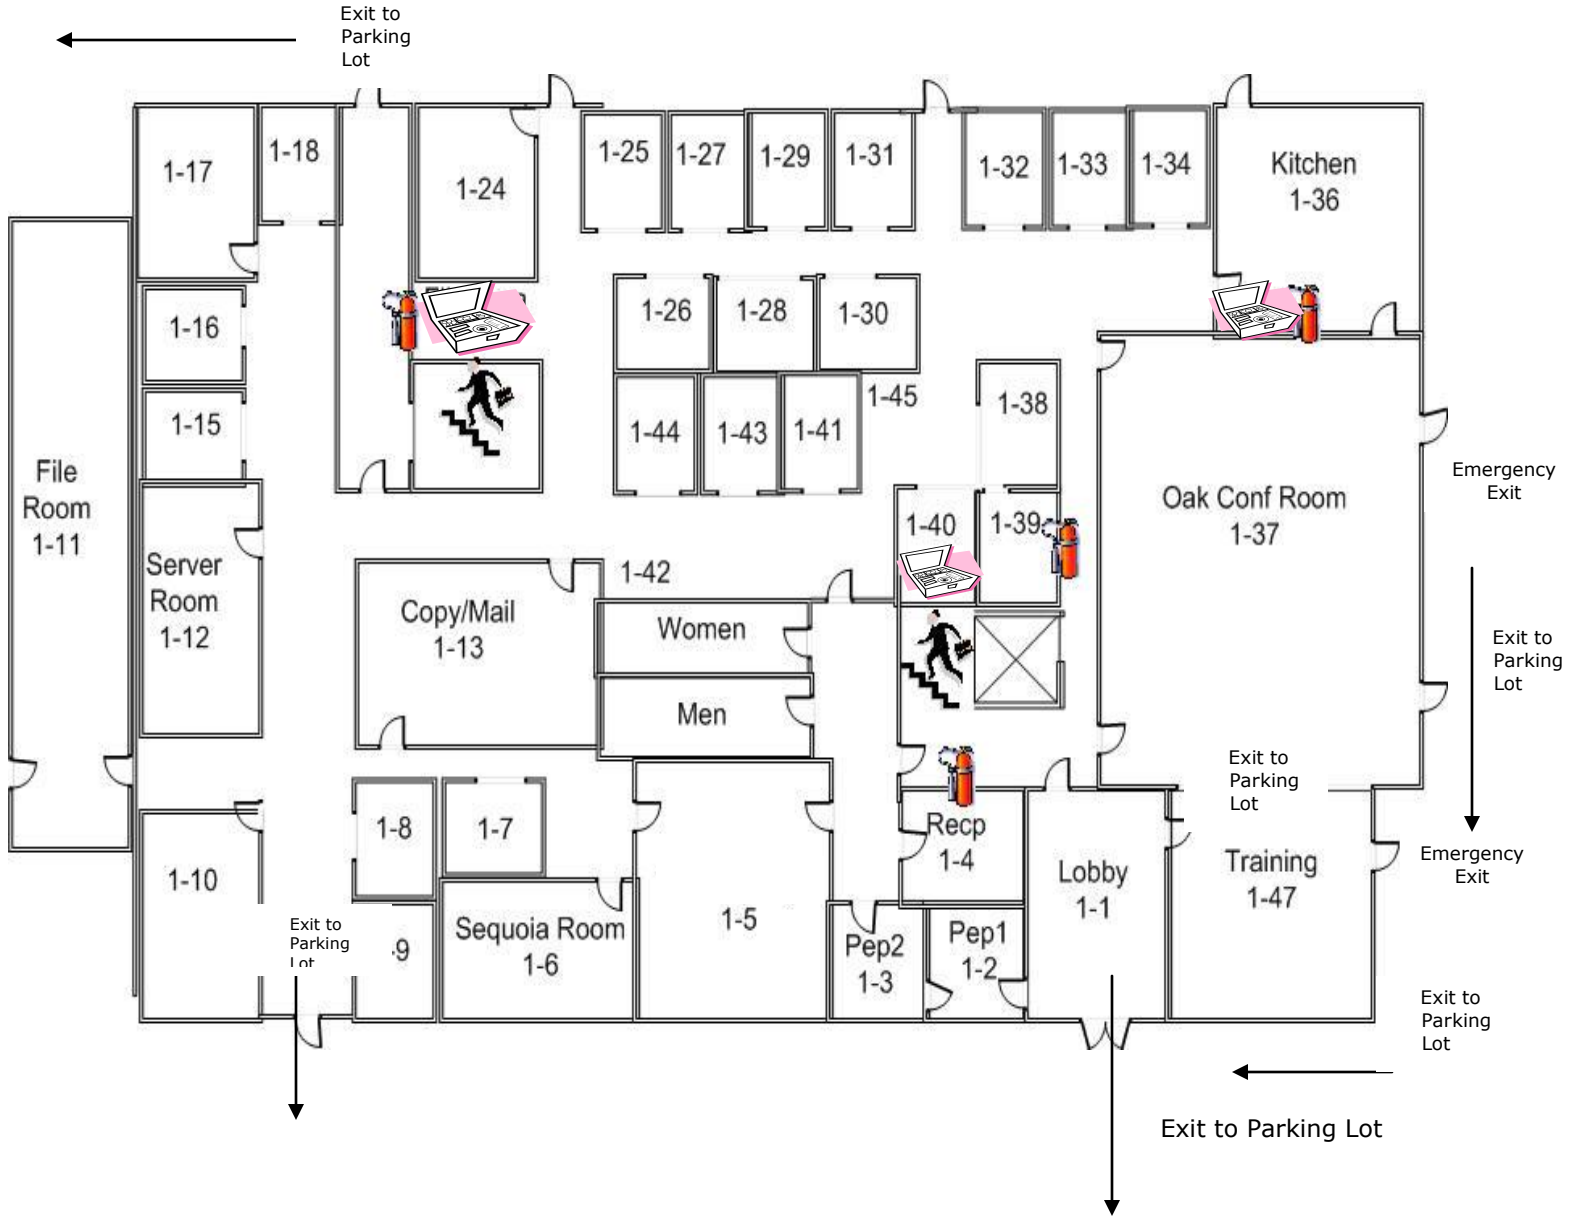 Exit to
Parking
Lot
1-17
1-18
1-24
1-25
1-27
1-29
1-31
1-32
1-33
1-34
Kitchen
1-36
1-16
1-26
1-28
1-30
1-15
1-44
1-43
1-41
1-45
1-38
File
Room
1-11
Server
Room
1-12
1-40
1-39
Oak Conf Room
1-37
Emergency
Exit
1-42
Copy/Mail
1-13
Women
Men
Exit to
Parking
Lot
Exit to
Parking
Lot
1-10
1-8
1-7
Recp
1-4
Lobby
1-1
Training
1-47
Emergency
Exit
Exit to
Parking
Lot
-9
Sequoia Room
1-6
1-5
Pep2
1-3
Pep1
1-2
Exit to
Parking
Lot
Exit to Parking Lot